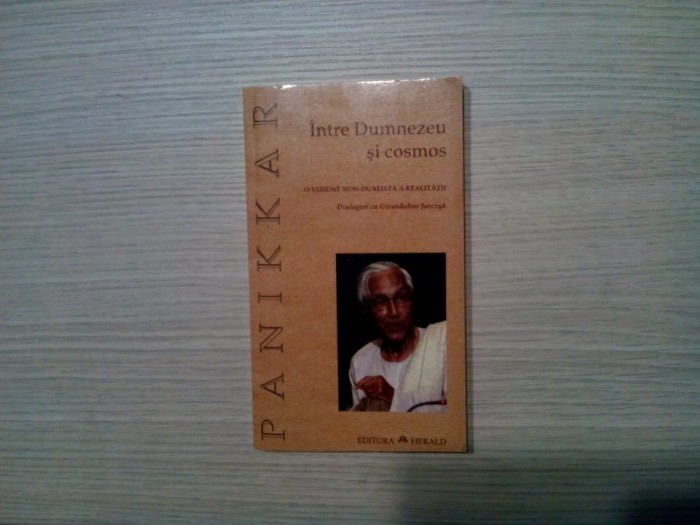 PANIKKAR
Între Dumnezeu
și cosmos
O VIZIUNE NON-DUALISTĂ A REALITĂȚII
Dialoguri cu Gwendoline Jarczyk
EDITURA HERALD